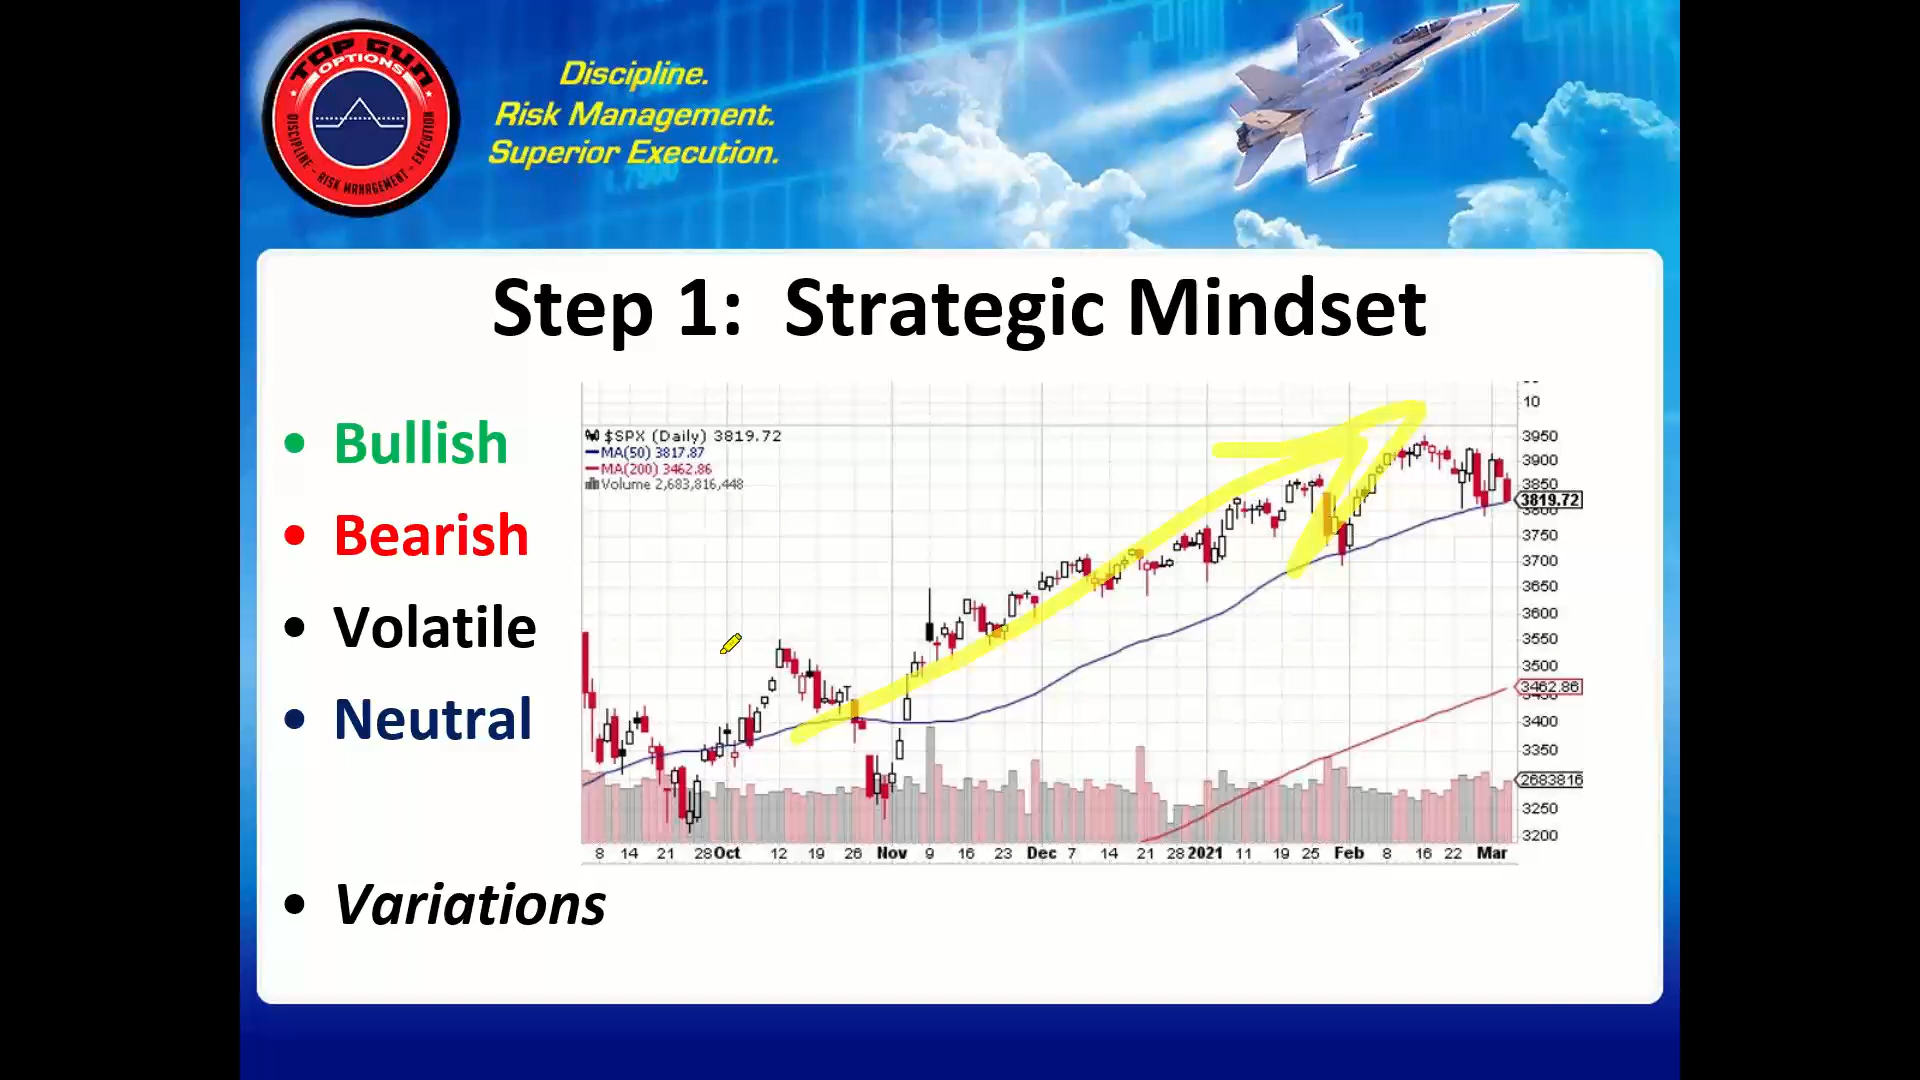 TOP GUN
OPTIONS
DISCIPLINE - RISK MANAGEMENT - EXECUTION
Discipline.
Risk Management.
Superior Execution.
Step 1: Strategic Mindset
• Bullish
• Bearish
• Volatile
• Neutral
• Variations
$SPX (Daily) 3819.72
MA(50) 3817.87
MA(200) 3462.86
Volume 2,683,816,448
10
3950
3900
3850
3819.72
3800
3750
3700
3650
3600
3550
3500
3462.86
3450
3400
3350
2683816
3250
3200
8 14 21 28 Oct 12 19 26 Nov 9 16 23 Dec 7 14 21 28 2021 11 19 25 Feb 8 16 22 Mar